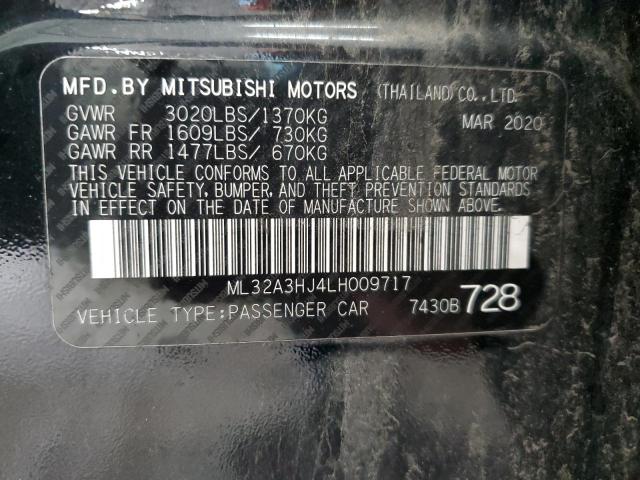 MFD.BY MITSUBISHI MOTORS (THAILAND)CO.,LTD.
GVWR 3020LBS/1370KG MAR 2020
GAWR FR 1609LBS/ 730KG
GAWR RR 1477LBS/ 670KG
THIS VEHICLE CONFORMS TO ALL APPLICABLE FEDERAL MOTOR
VEHICLE SAFETY, BUMPER, AND THEFT PREVENTION STANDARDS
IN EFFECT ON THE DATE OF MANUFACTURE SHOWN ABOVE.
ML32A3HJ4LH009717
VEHICLE TYPE:PASSENGER CAR 7430B 728